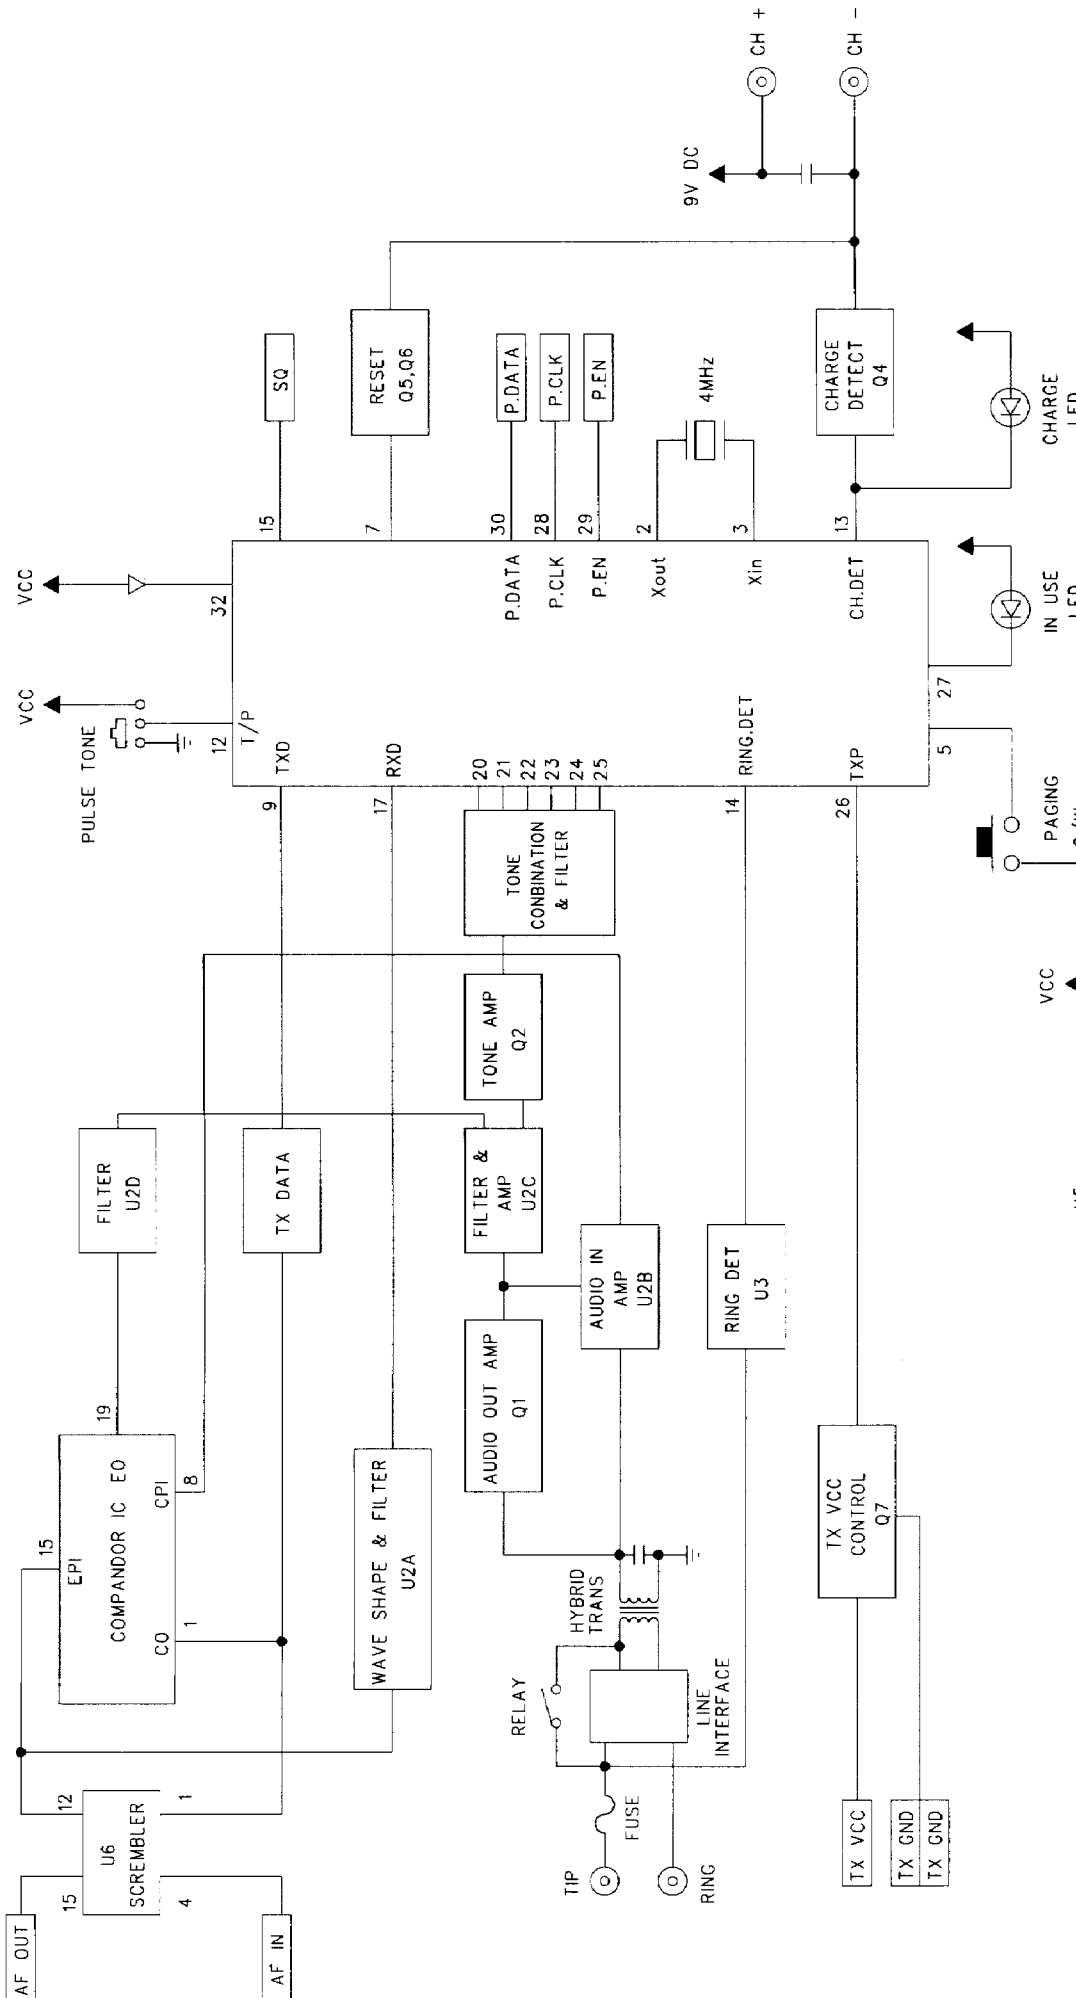 AF OUT
AF IN
15
U6
SCREMBLER
4
12
1
15
EPI
COMPANDOR IC
EO
CO
1
CPI
8
19
FILTER
U2D
TX DATA
WAVE SHAPE & FILTER
U2A
AUDIO OUT AMP
Q1
FILTER &
AMP
U2C
TONE AMP
Q2
TONE
CONBINATION
& FILTER
AUDIO IN
AMP
U2B
RING DET
U3
HYBRID
TRANS
RELAY
LINE
INTERFACE
FUSE
TIP
RING
TX VCC
TX GND
TX GND
TX VCC
CONTROL
Q7
PULSE TONE
VCC
VCC
12
T/P
32
9
TXD
17
RXD
20
21
22
23
24
25
14
RING.DET
26
TXP
5
27
15
SQ
7
RESET
Q5,Q6
30
P.DATA
P.DATA
28
P.CLK
P.CLK
29
P.EN
P.EN
2
Xout
3
Xin
4MHz
13
CH.DET
CHARGE
DETECT
Q4
9V DC
CH +
CH -
PAGING
IN USE
LED
CHARGE
LED
VCC